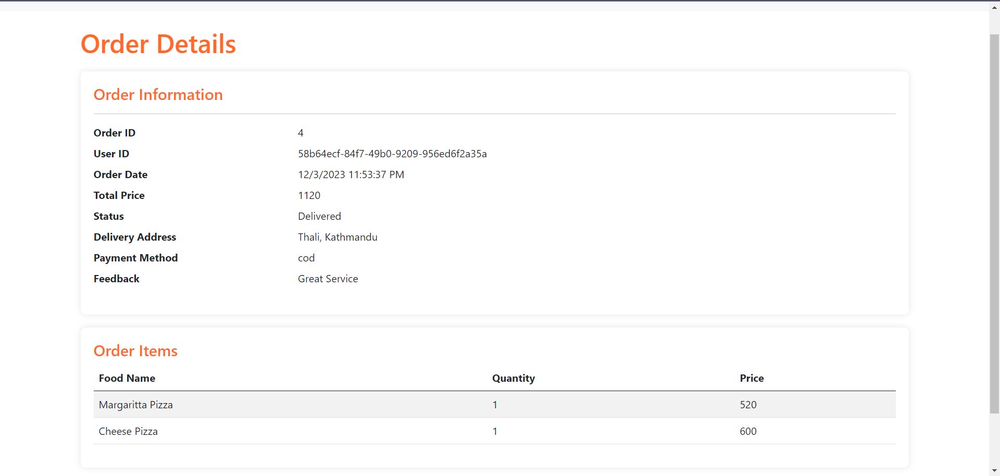 Order Details
Order Information
Order ID 4
User ID 58b64ecf-84f7-49b0-9209-956ed6f2a35a
Order Date 12/3/2023 11:53:37 PM
Total Price 1120
Status Delivered
Delivery Address Thali, Kathmandu
Payment Method cod
Feedback Great Service
Order Items
Food Name Quantity Price
Margaritta Pizza 1 520
Cheese Pizza 1 600